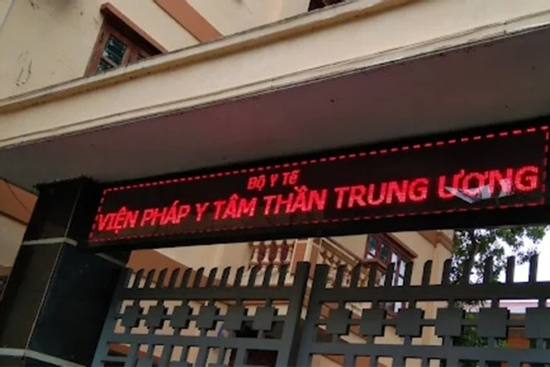 BỘ Y TẾ
VIỆN PHÁP Y TÂM THẦN TRUNG ƯƠNG